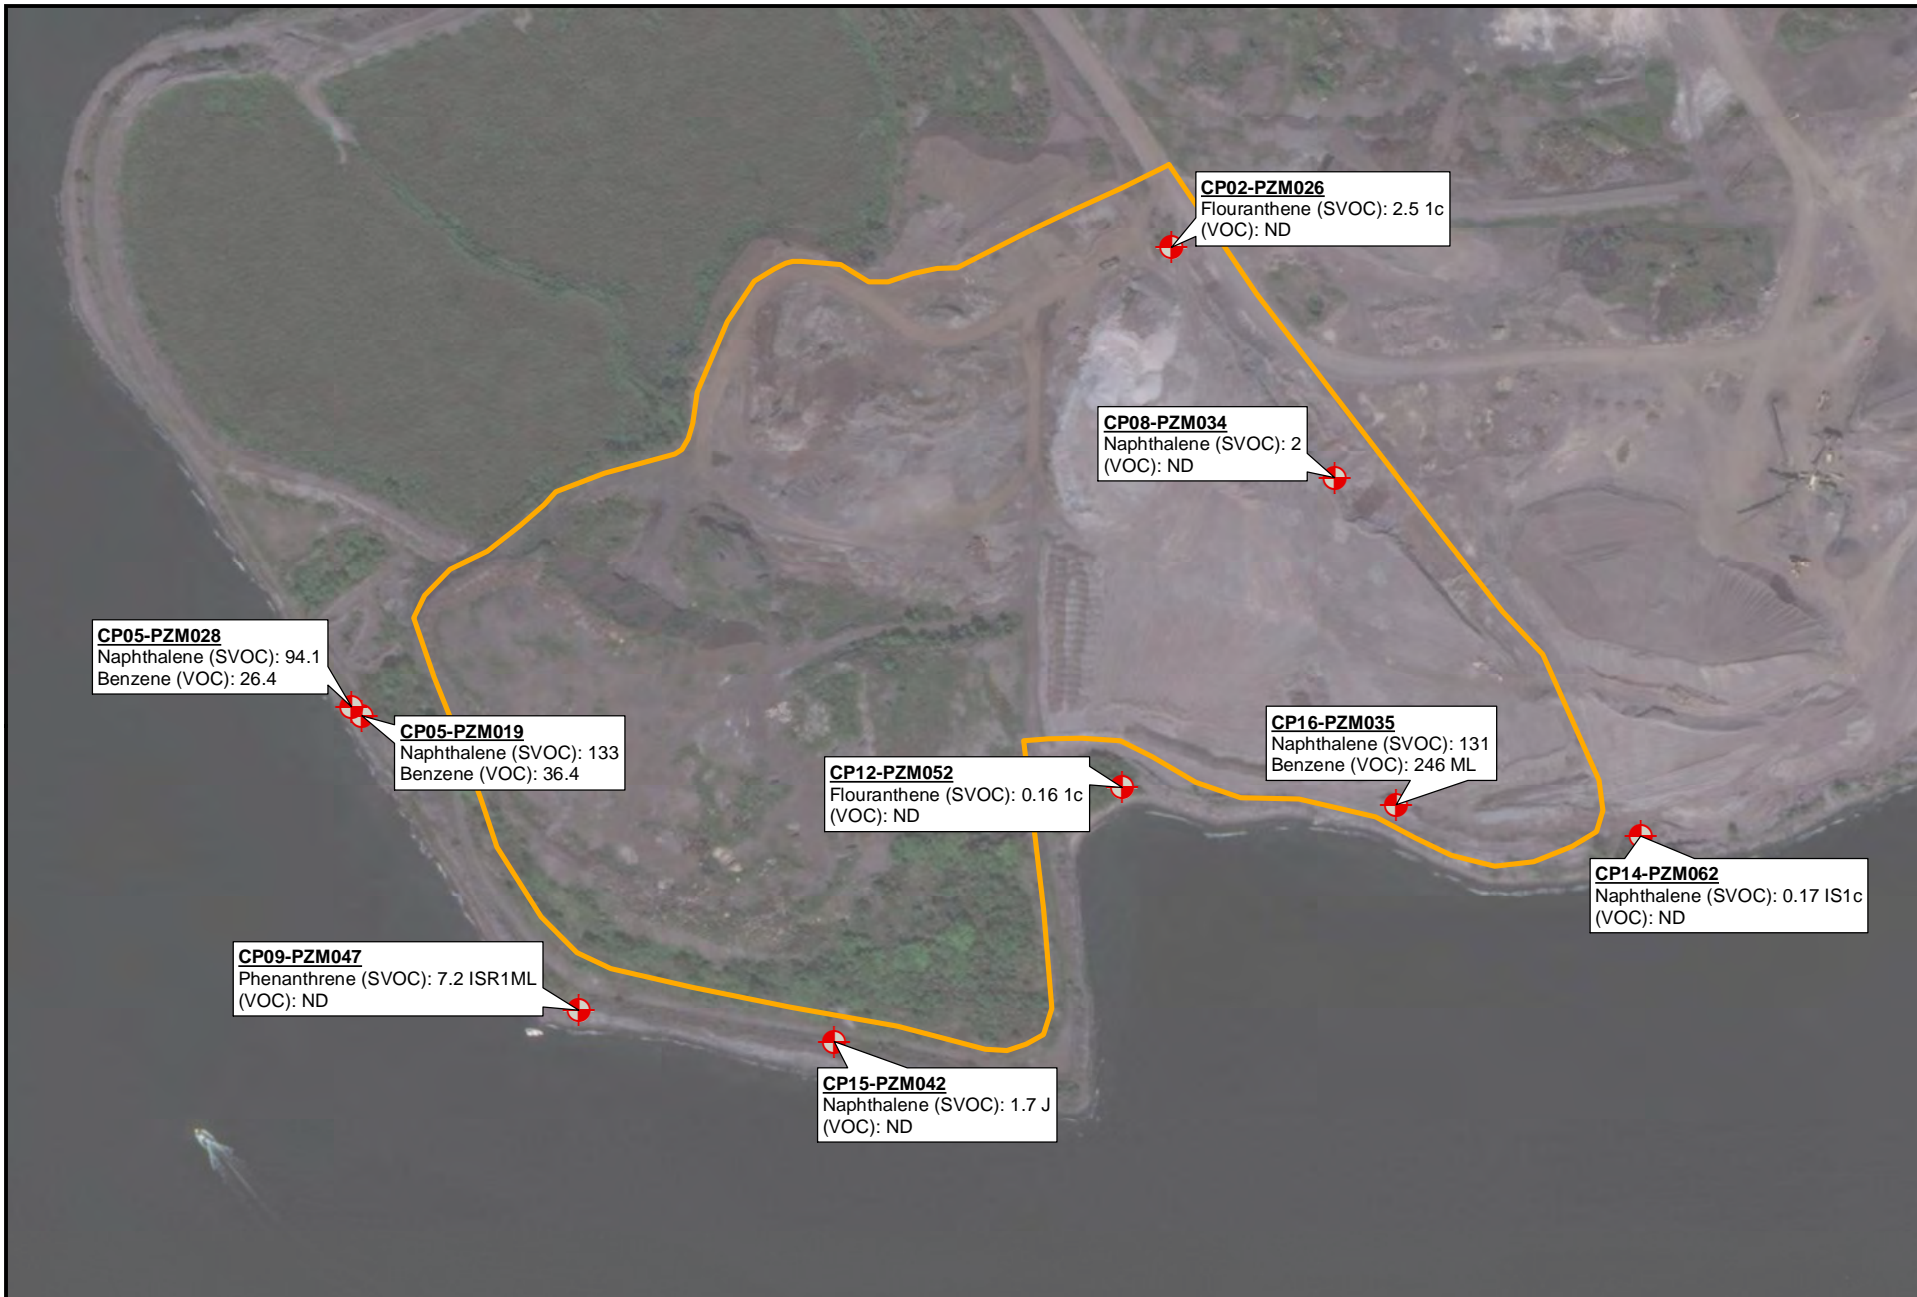 CP02-PZM026
Flouranthene (SVOC): 2.5 1c
(VOC): ND
CP08-PZM034
Naphthalene (SVOC): 2
(VOC): ND
CP05-PZM028
Naphthalene (SVOC): 94.1
Benzene (VOC): 26.4
CP05-PZM019
Naphthalene (SVOC): 133
Benzene (VOC): 36.4
CP16-PZM035
Naphthalene (SVOC): 131
Benzene (VOC): 246 ML
CP12-PZM052
Flouranthene (SVOC): 0.16 1c
(VOC): ND
CP14-PZM062
Naphthalene (SVOC): 0.17 IS1c
(VOC): ND
CP09-PZM047
Phenanthrene (SVOC): 7.2 ISR1ML
(VOC): ND
CP15-PZM042
Naphthalene (SVOC): 1.7 J
(VOC): ND